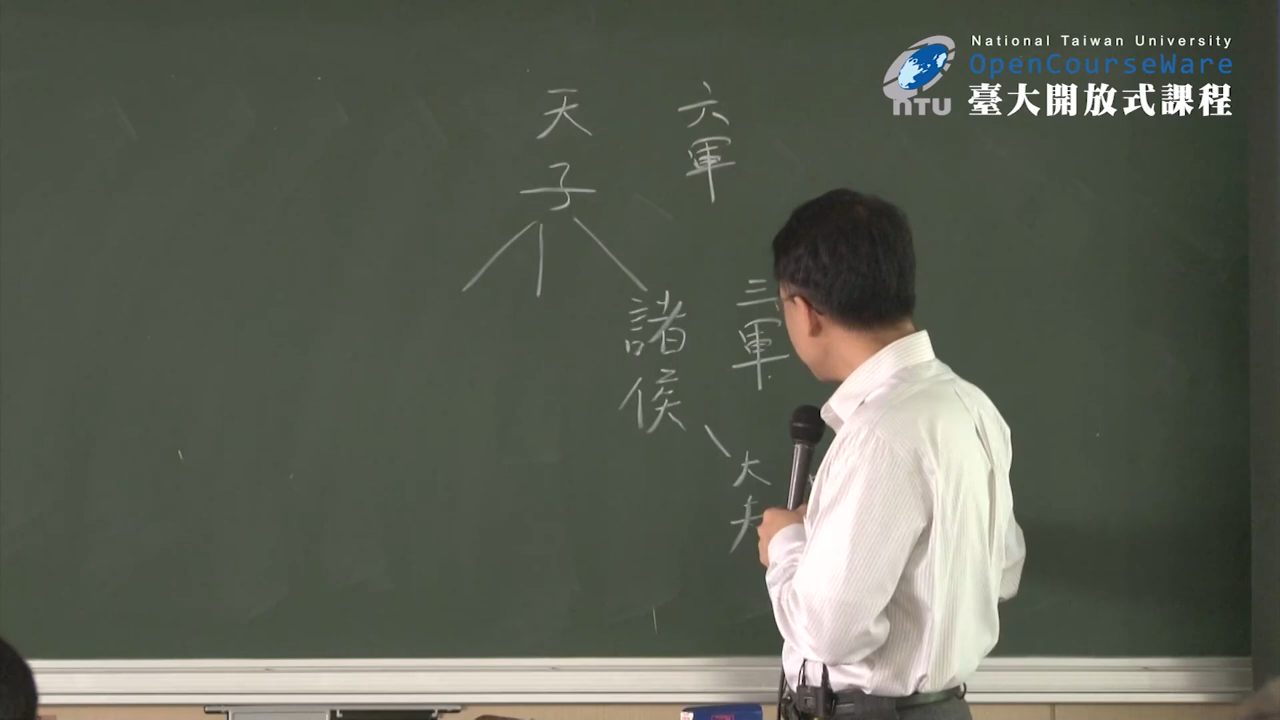 National Taiwan University
OpenCourseWare
臺大開放式課程
nTU
天子
六軍
諸侯
三軍
大夫